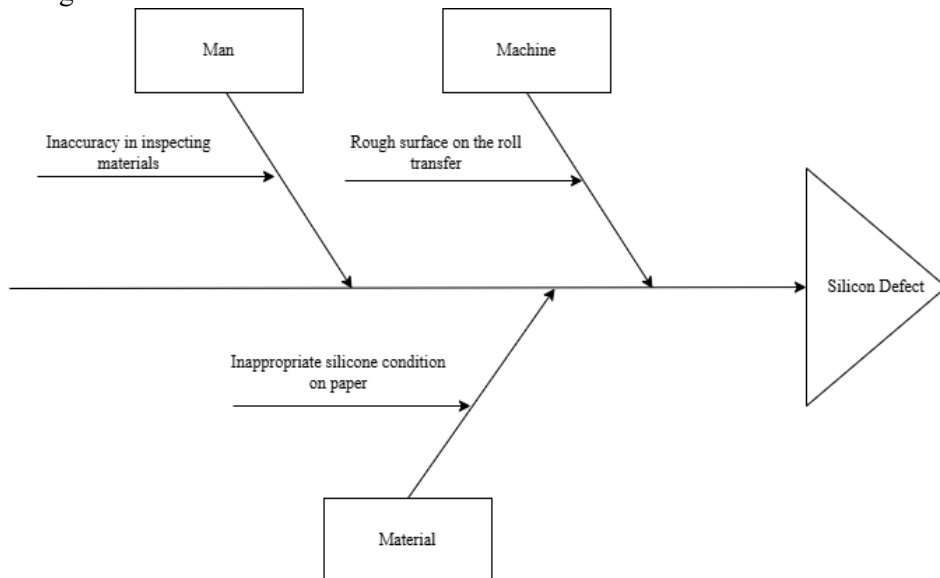 Man
Machine
Inaccuracy in inspecting
materials
Rough surface on the roll
transfer
Silicon Defect
Inappropriate silicone condition
on paper
Material